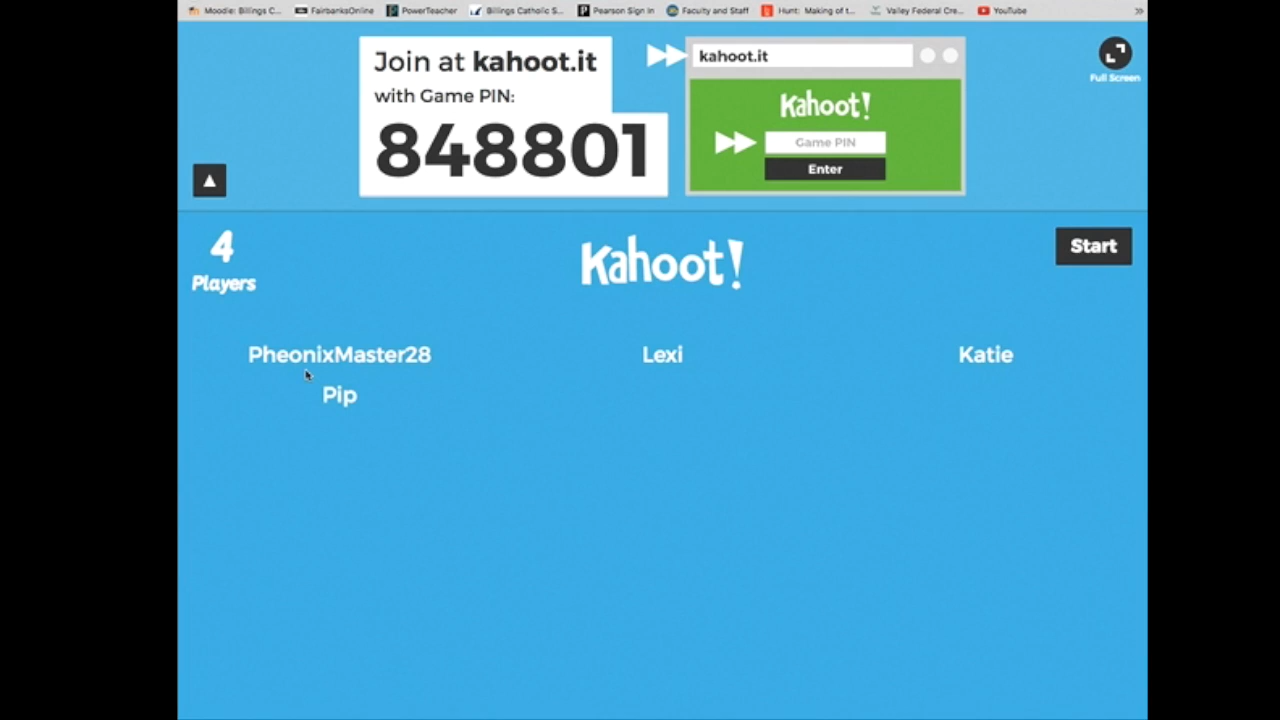 Moodle: Billings C... FairbanksOnline PowerTeacher Billings Catholic S... Pearson Sign In Faculty and Staff Hunt: Making of t... Valley Federal Cre... YouTube »
Join at kahoot.it
with Game PIN:
848801
kahoot.it
Kahoot!
Game PIN
Enter
Full Screen
4
Players
Kahoot!
Start
PheonixMaster28 Lexi Katie
Pip